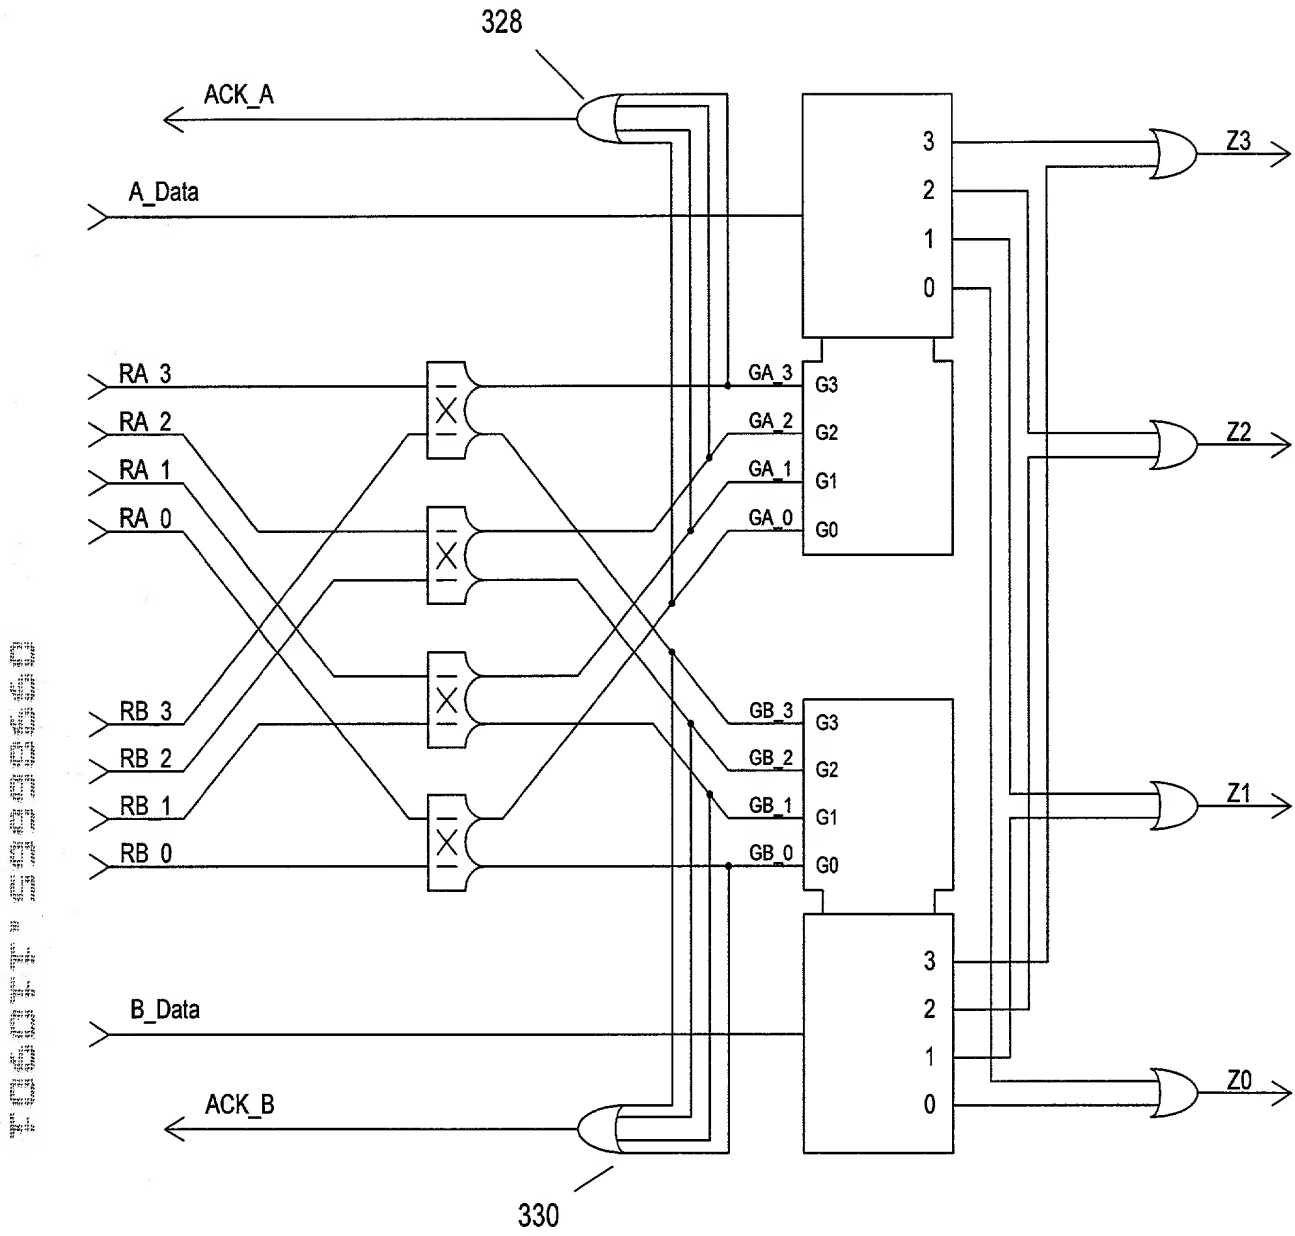 328
ACK_A
A_Data
3
2
1
0
Z3
Z2
Z1
Z0
RA 3
RA 2
RA 1
RA 0
X
X
X
X
GA_3
GA_2
GA_1
GA_0
G3
G2
G1
G0
RB 3
RB 2
RB 1
RB 0
GB_3
GB_2
GB_1
GB_0
G3
G2
G1
G0
3
2
1
0
B_Data
ACK_B
330